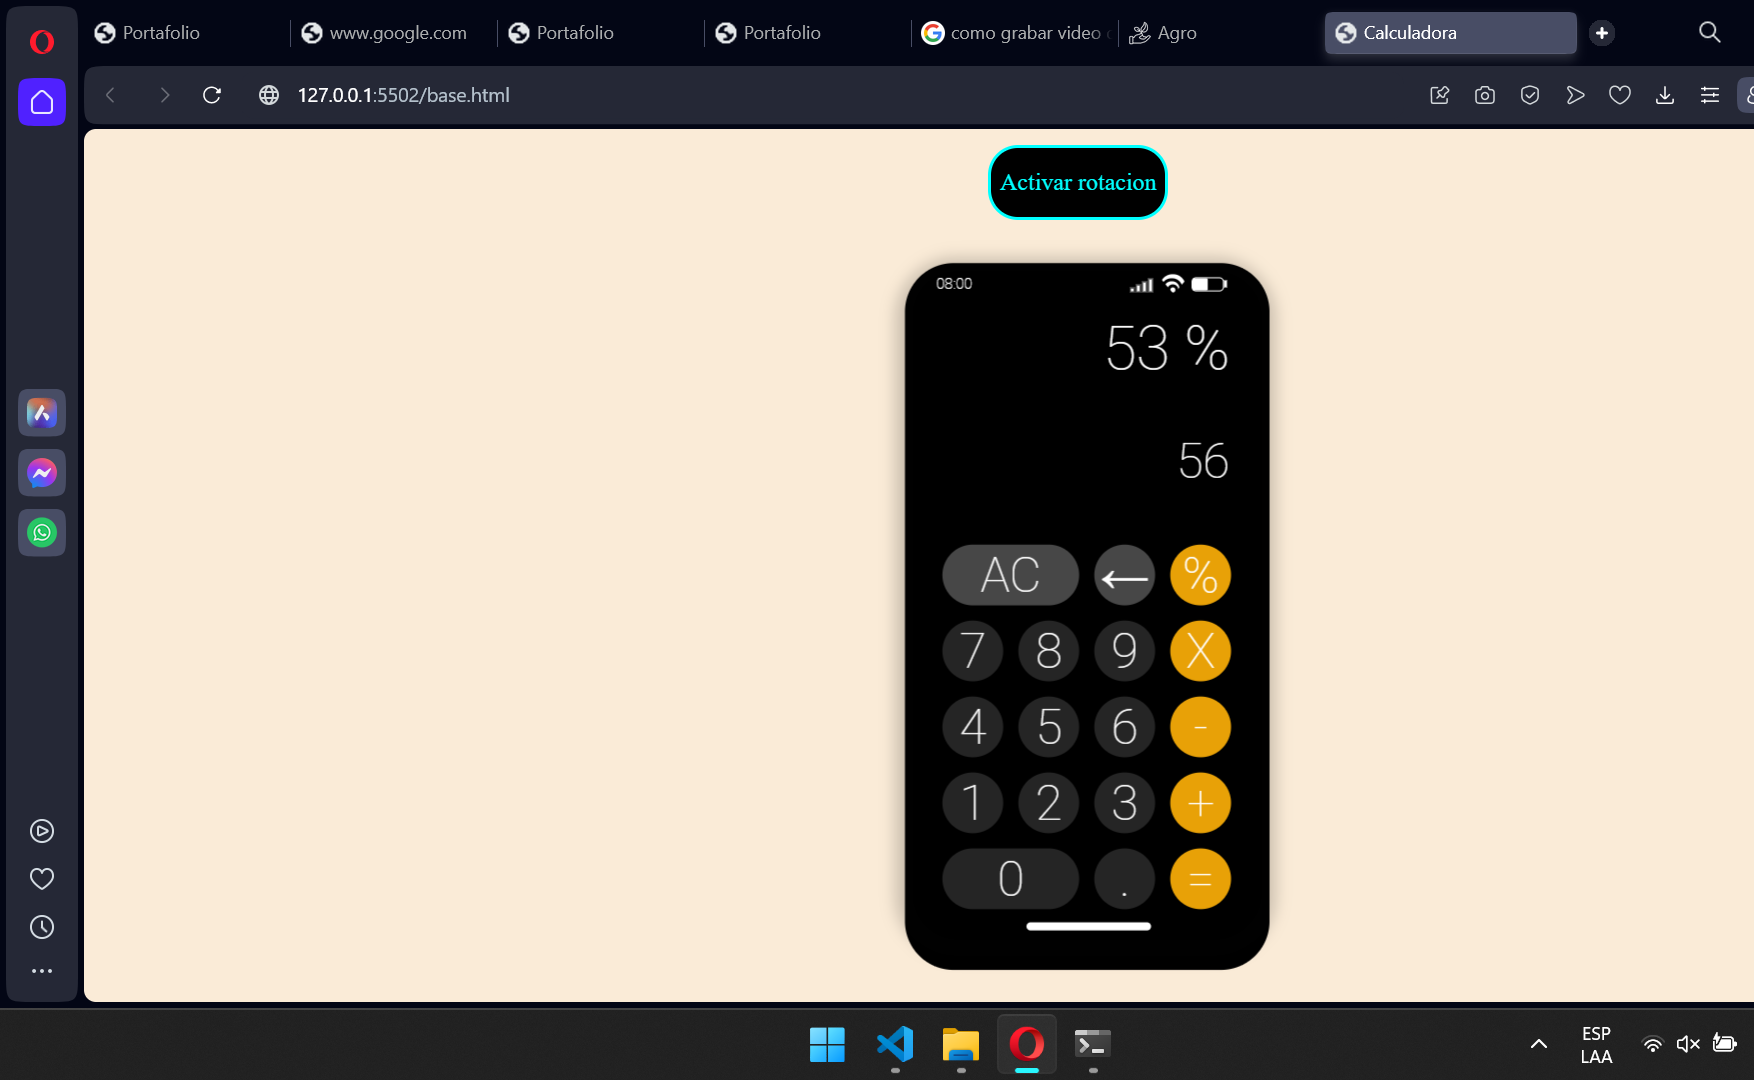 Portafolio
www.google.com
Portafolio
Portafolio
como grabar video
Agro
Calculadora
127.0.0.1:5502/base.html
Activar rotacion
08:00
53 %
56
AC ← %
7 8 9 X
4 5 6 -
1 2 3 +
0 . =
ESP
LAA